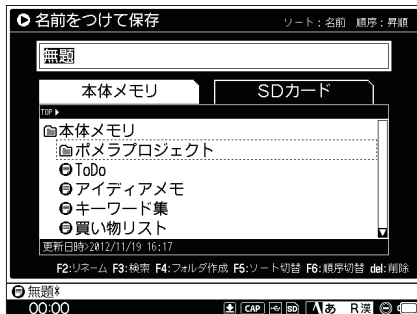 名前をつけて保存 ソート：名前 順序：昇順
無題
本体メモリ SDカード
TOP
本体メモリ
ポメラプロジェクト
ToDo
アイディアメモ
キーワード集
買い物リスト
更新日時>2012/11/19 16:17
F2:リネーム F3:検索 F4:フォルダ作成 F5:ソート切替 F6:順序切替 del:削除
無題*
00:00 CAP SD あ R漢